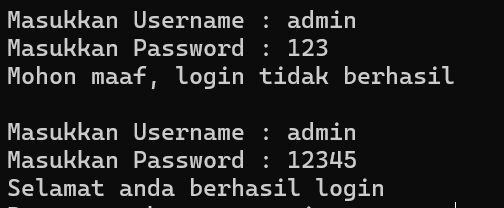 Masukkan Username : admin
Masukkan Password : 123
Mohon maaf, login tidak berhasil
Masukkan Username : admin
Masukkan Password : 12345
Selamat anda berhasil login